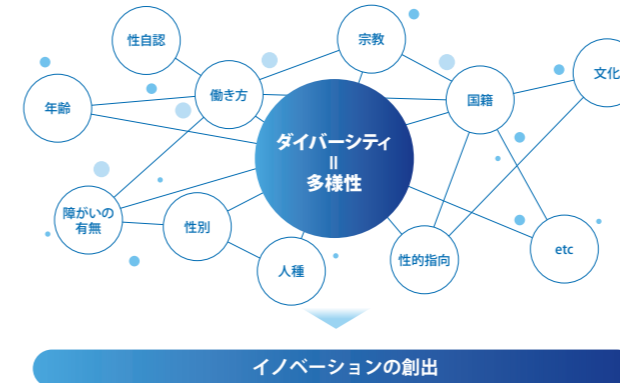 性自認
宗教
文化
年齢
働き方
国籍
ダイバーシティ
＝
多様性
障がいの
有無
性別
人種
性的指向
etc
イノベーションの創出